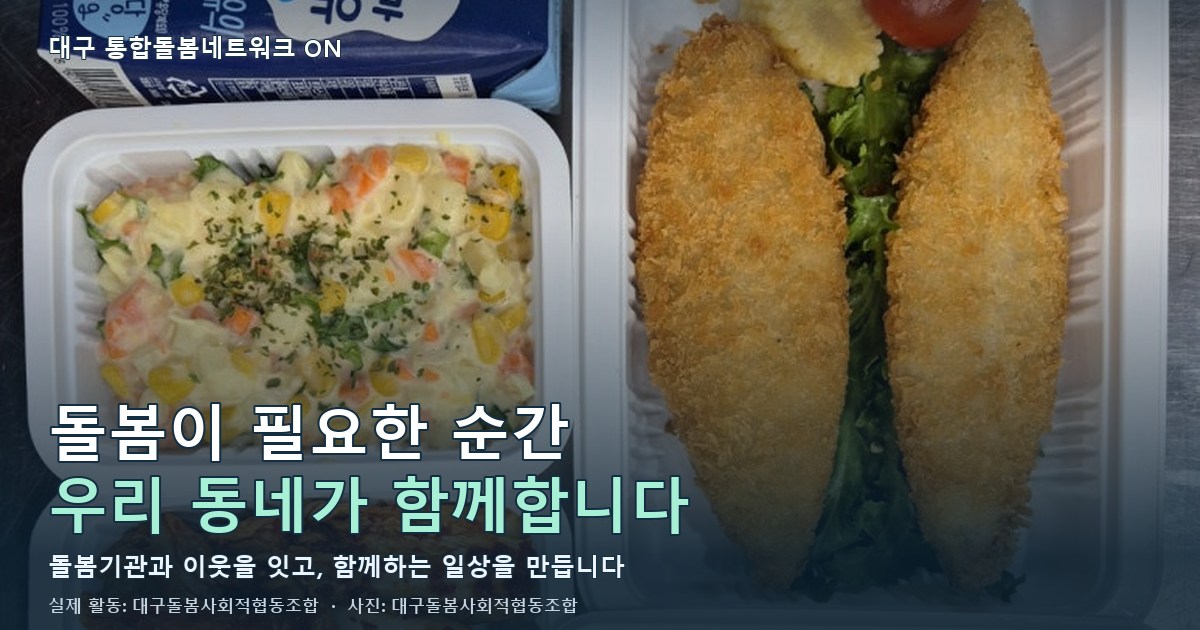 대구 통합돌봄네트워크 ON
돌봄이 필요한 순간
우리 동네가 함께합니다
돌봄기관과 이웃을 잇고, 함께하는 일상을 만듭니다
실제 활동: 대구돌봄사회적협동조합 · 사진: 대구돌봄사회적협동조합